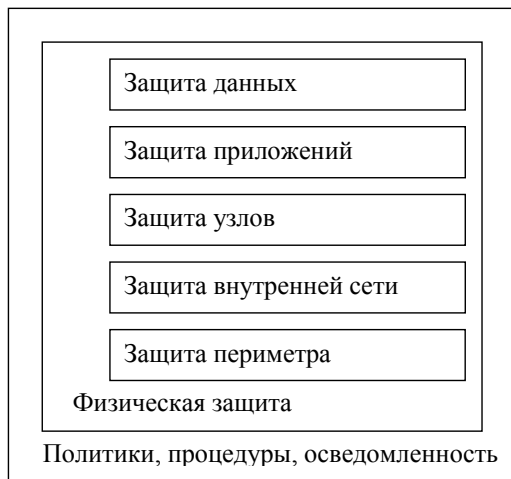 Защита данных
Защита приложений
Защита узлов
Защита внутренней сети
Защита периметра
Физическая защита
Политики, процедуры, осведомленность